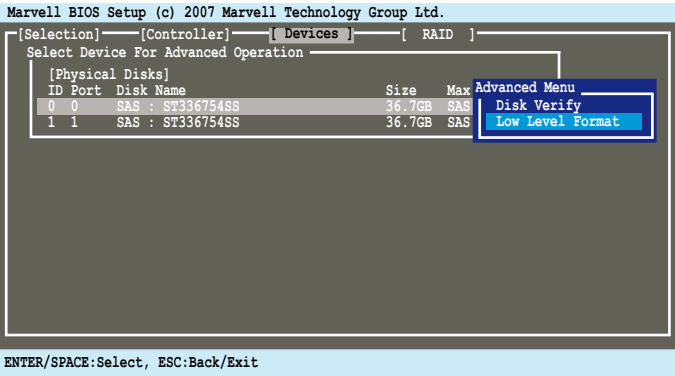 Marvell BIOS Setup (c) 2007 Marvell Technology Group Ltd.
[Selection] [Controller] [ Devices ] [ RAID ]
Select Device For Advanced Operation
[Physical Disks]
ID Port Disk Name Size Max
0 0 SAS : ST336754SS 36.7GB SAS
1 1 SAS : ST336754SS 36.7GB SAS
Advanced Menu
Disk Verify
Low Level Format
ENTER/SPACE:Select, ESC:Back/Exit